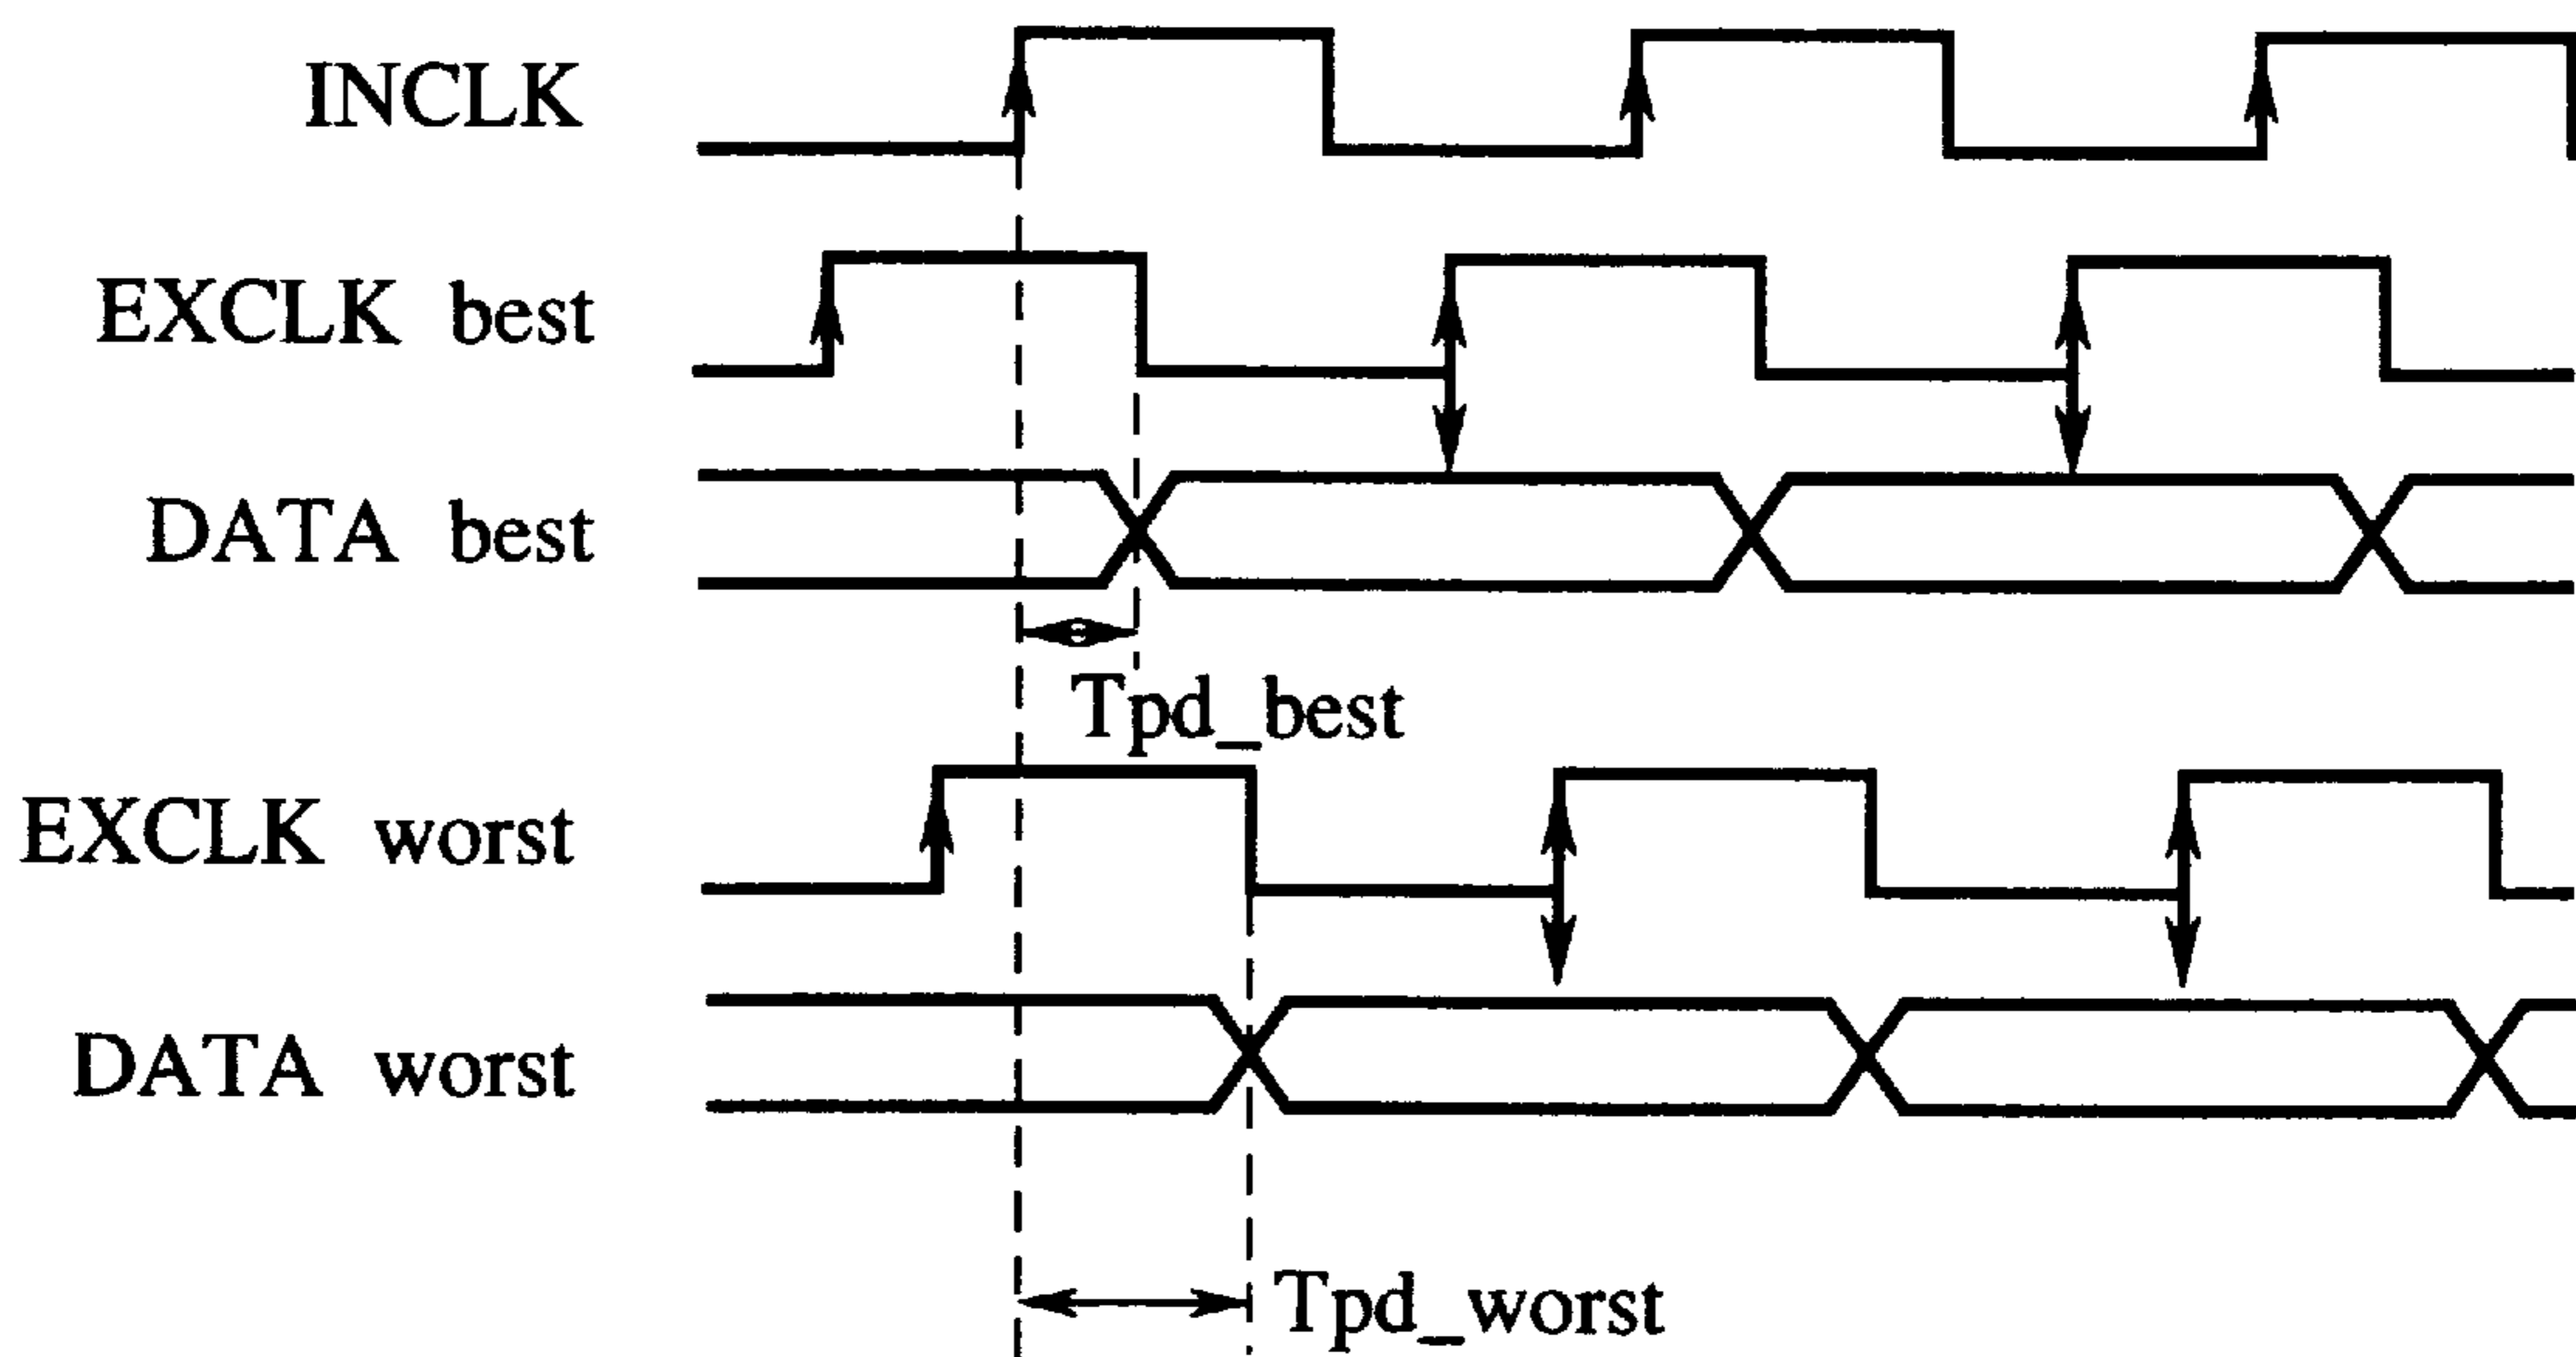 INCLK
EXCLK best
DATA best
Tpd_best
EXCLK worst
DATA worst
Tpd_worst